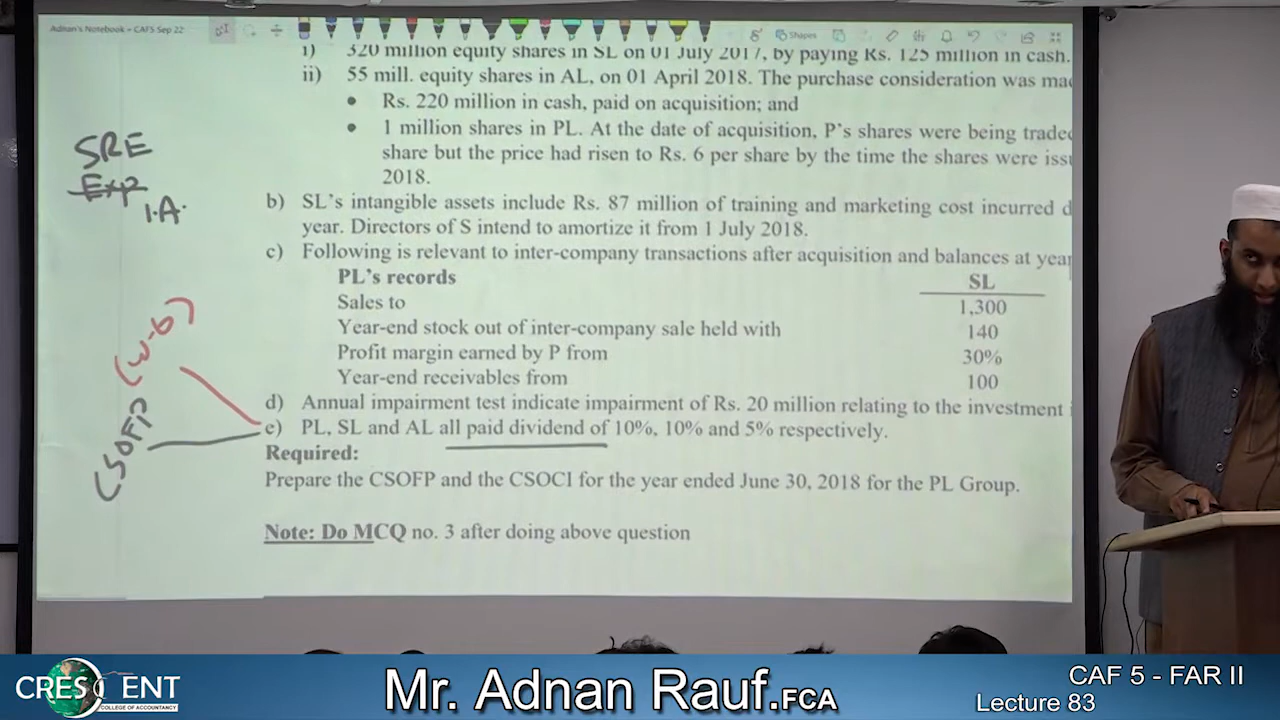 Adnan's Notebook » CAF5 Sep 22
Shapes
i) 320 million equity shares in SL on 01 July 2017, by paying Rs. 125 million in cash.
ii) 55 mill. equity shares in AL, on 01 April 2018. The purchase consideration was mad
• Rs. 220 million in cash, paid on acquisition; and
• 1 million shares in PL. At the date of acquisition, P's shares were being traded
share but the price had risen to Rs. 6 per share by the time the shares were issu
2018.
SRE
Exp
I.A.
b) SL's intangible assets include Rs. 87 million of training and marketing cost incurred d
year. Directors of S intend to amortize it from 1 July 2018.
c) Following is relevant to inter-company transactions after acquisition and balances at year
PL's records SL
Sales to 1,300
Year-end stock out of inter-company sale held with 140
Profit margin earned by P from 30%
Year-end receivables from 100
(w-6)
CSOFP
d) Annual impairment test indicate impairment of Rs. 20 million relating to the investment i
e) PL, SL and AL all paid dividend of 10%, 10% and 5% respectively.
Required:
Prepare the CSOFP and the CSOCI for the year ended June 30, 2018 for the PL Group.
Note: Do MCQ no. 3 after doing above question
CRESCENT
COLLEGE OF ACCOUNTANCY
Mr. Adnan Rauf.FCA
CAF 5 - FAR II
Lecture 83